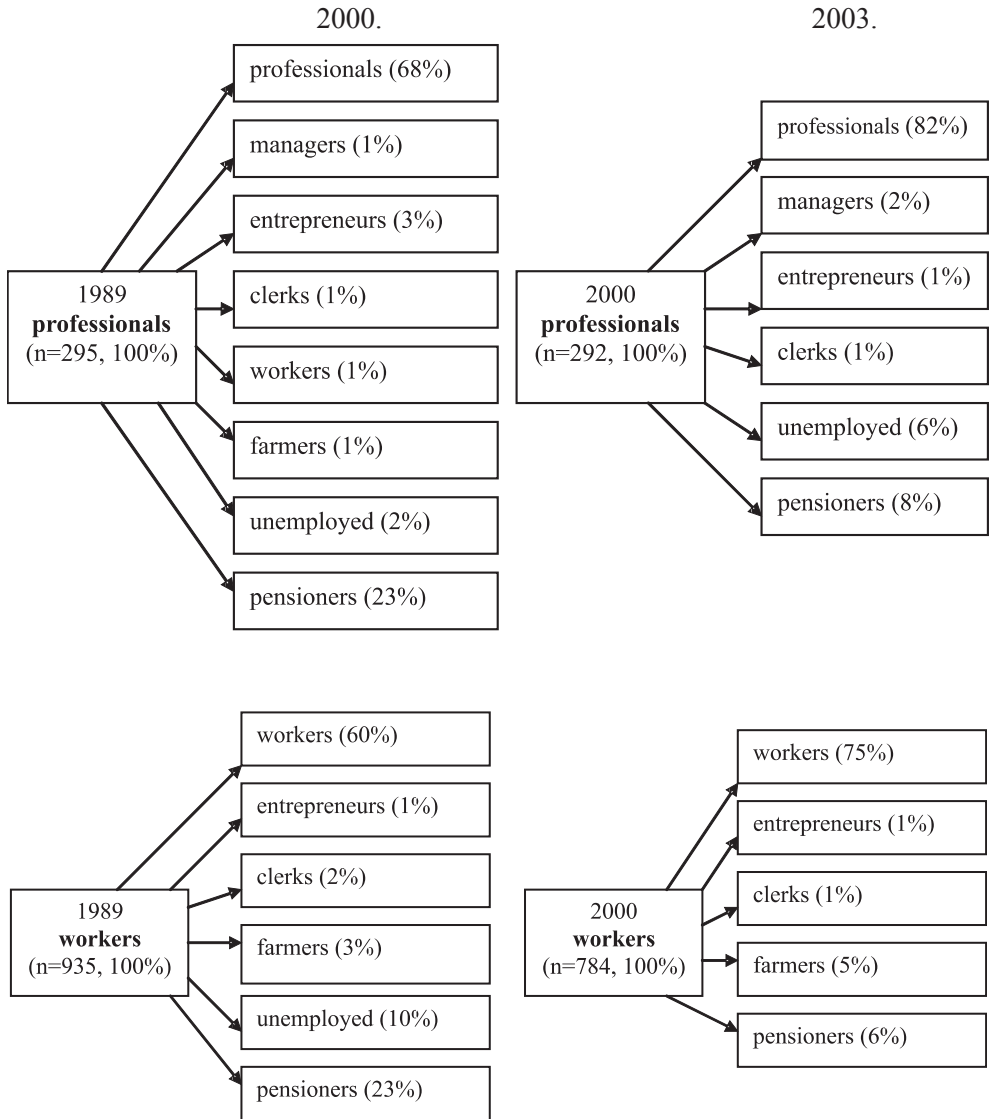 2000.
professionals (68%)
managers (1%)
entrepreneurs (3%)
clerks (1%)
workers (1%)
farmers (1%)
unemployed (2%)
pensioners (23%)
1989
professionals
(n=295, 100%)
2003.
professionals (82%)
managers (2%)
entrepreneurs (1%)
clerks (1%)
unemployed (6%)
pensioners (8%)
2000
professionals
(n=292, 100%)
workers (60%)
entrepreneurs (1%)
clerks (2%)
farmers (3%)
unemployed (10%)
pensioners (23%)
1989
workers
(n=935, 100%)
workers (75%)
entrepreneurs (1%)
clerks (1%)
farmers (5%)
pensioners (6%)
2000
workers
(n=784, 100%)